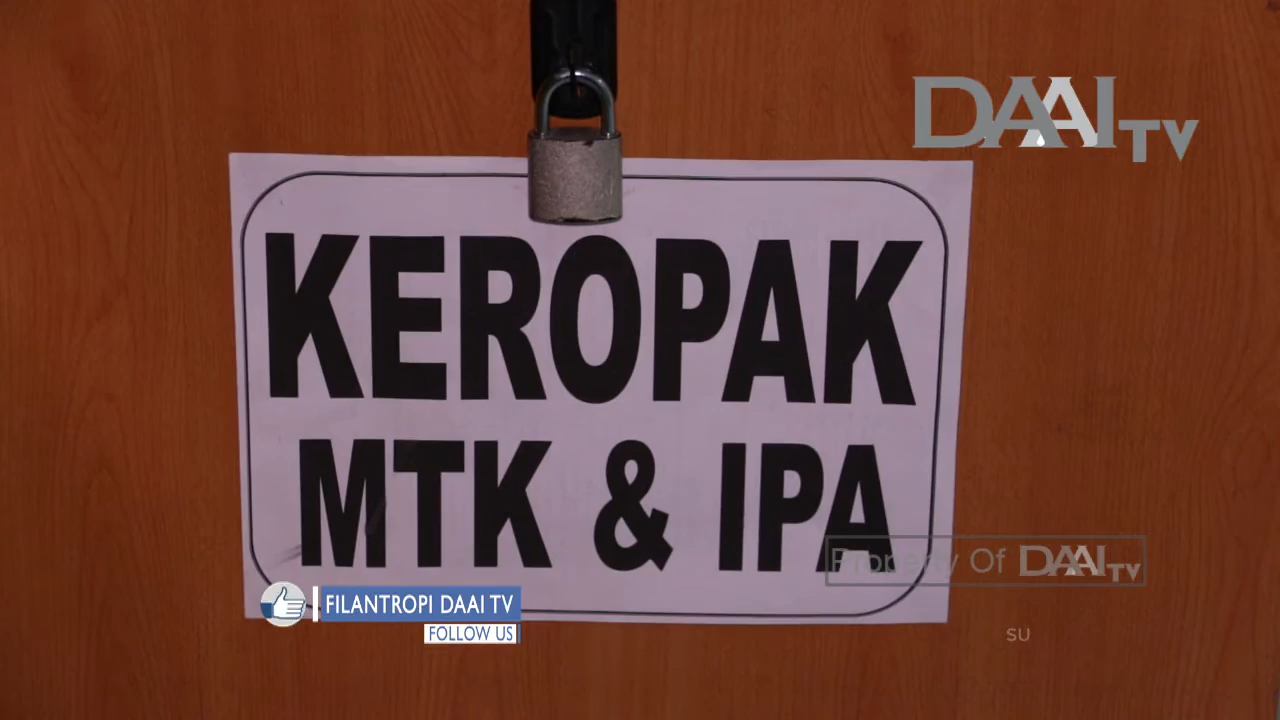 DAAI TV
KEROPAK
MTK & IPA
Property Of DAAI TV
FILANTROPI DAAI TV
FOLLOW US
SU